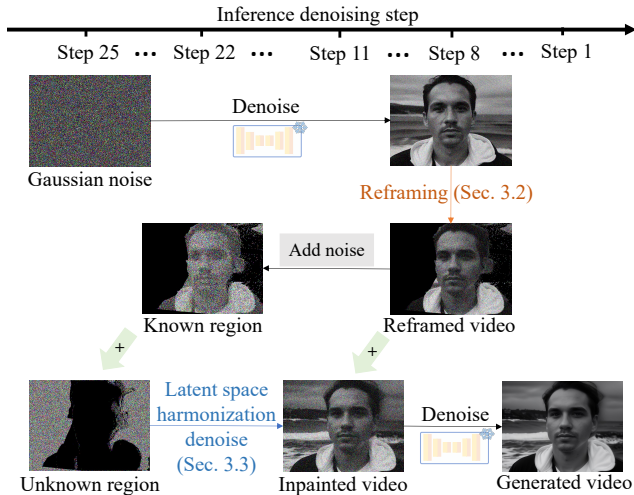 Inference denoising step
Step 25 ••• Step 22 ••• Step 11 ••• Step 8 ••• Step 1
Denoise
Gaussian noise
Reframing (Sec. 3.2)
Add noise
Known region
Reframed video
+
+
Latent space
harmonization
denoise
(Sec. 3.3)
Denoise
Unknown region
Inpainted video
Generated video